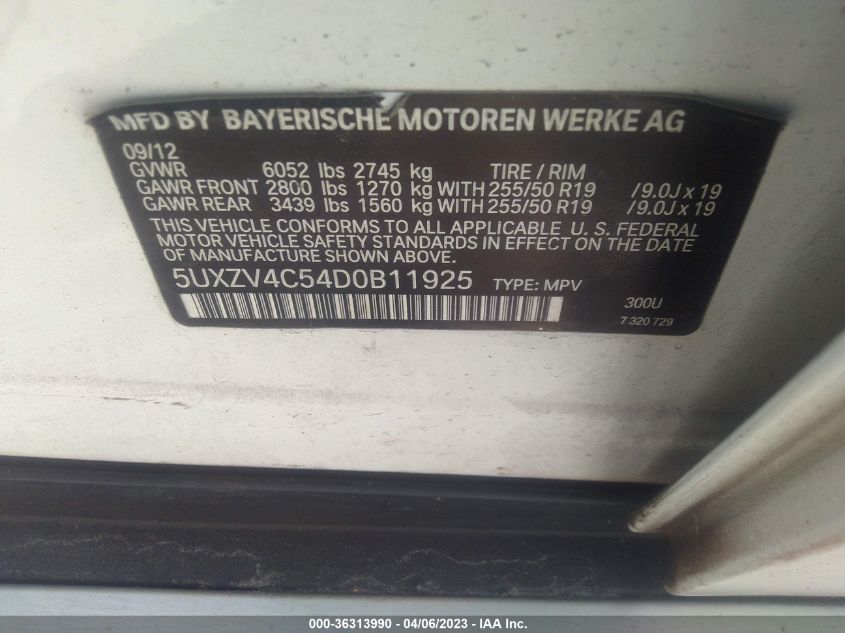 MFD BY BAYERISCHE MOTOREN WERKE AG
09/12
GVWR 6052 lbs 2745 kg TIRE / RIM
GAWR FRONT 2800 lbs 1270 kg WITH 255/50 R19 /9.0J x 19
GAWR REAR 3439 lbs 1560 kg WITH 255/50 R19 /9.0J x 19
THIS VEHICLE CONFORMS TO ALL APPLICABLE U. S. FEDERAL
MOTOR VEHICLE SAFETY STANDARDS IN EFFECT ON THE DATE
OF MANUFACTURE SHOWN ABOVE.
5UXZV4C54D0B11925 TYPE: MPV
300U
7 320 729
000-36313990 - 04/06/2023 - IAA Inc.